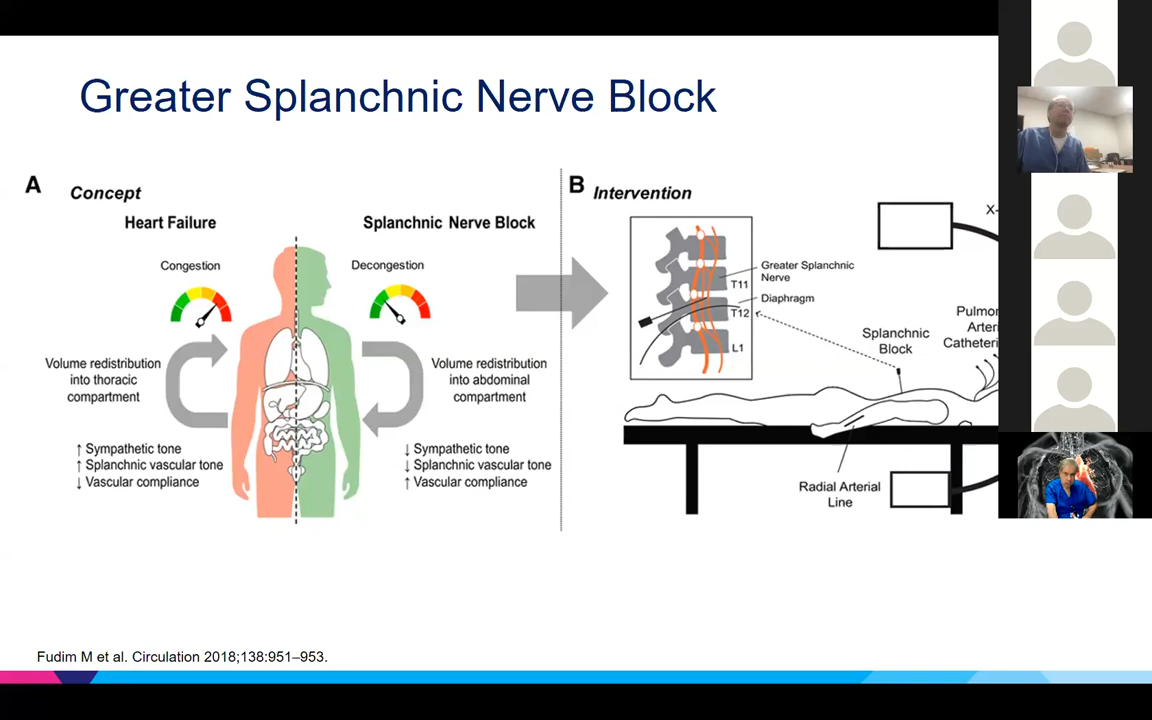 Greater Splanchnic Nerve Block
A
Concept
Heart Failure
Splanchnic Nerve Block
Congestion
Decongestion
Volume redistribution
into thoracic
compartment
Volume redistribution
into abdominal
compartment
↑ Sympathetic tone
↑ Splanchnic vascular tone
↓ Vascular compliance
↓ Sympathetic tone
↓ Splanchnic vascular tone
↑ Vascular compliance
B
Intervention
Greater Splanchnic
Nerve
T11
Diaphragm
T12
L1
X-
Splanchnic
Block
Pulmo
Arter
Catheteri
Radial Arterial
Line
Fudim M et al. Circulation 2018;138:951–953.